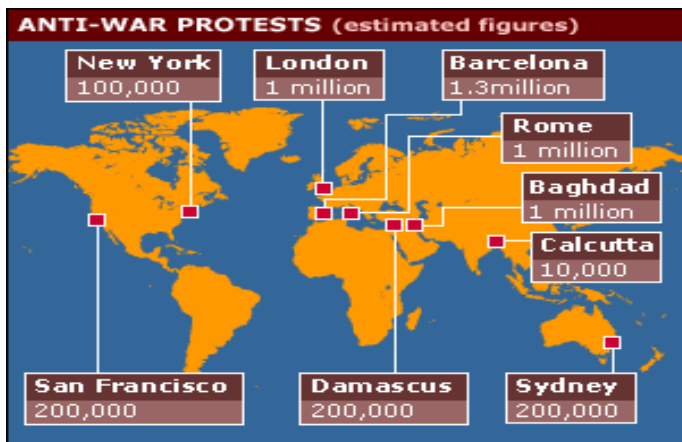 ANTI-WAR PROTESTS (estimated figures)
New York
100,000
London
1 million
Barcelona
1.3million
Rome
1 million
Baghdad
1 million
Calcutta
10,000
San Francisco
200,000
Damascus
200,000
Sydney
200,000